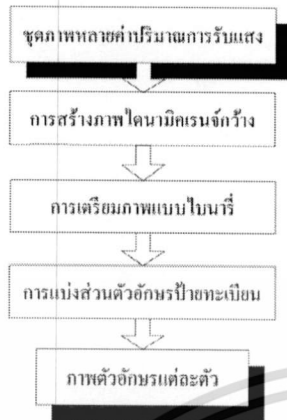 ชุดภาพหลายค่าปริมาณการรับแสง
การสร้างภาพไดนามิคเรนจ์กว้าง
การเตรียมภาพแบบไบนารี่
การแบ่งส่วนตัวอักษรป้ายทะเบียน
ภาพตัวอักษรแต่ละตัว